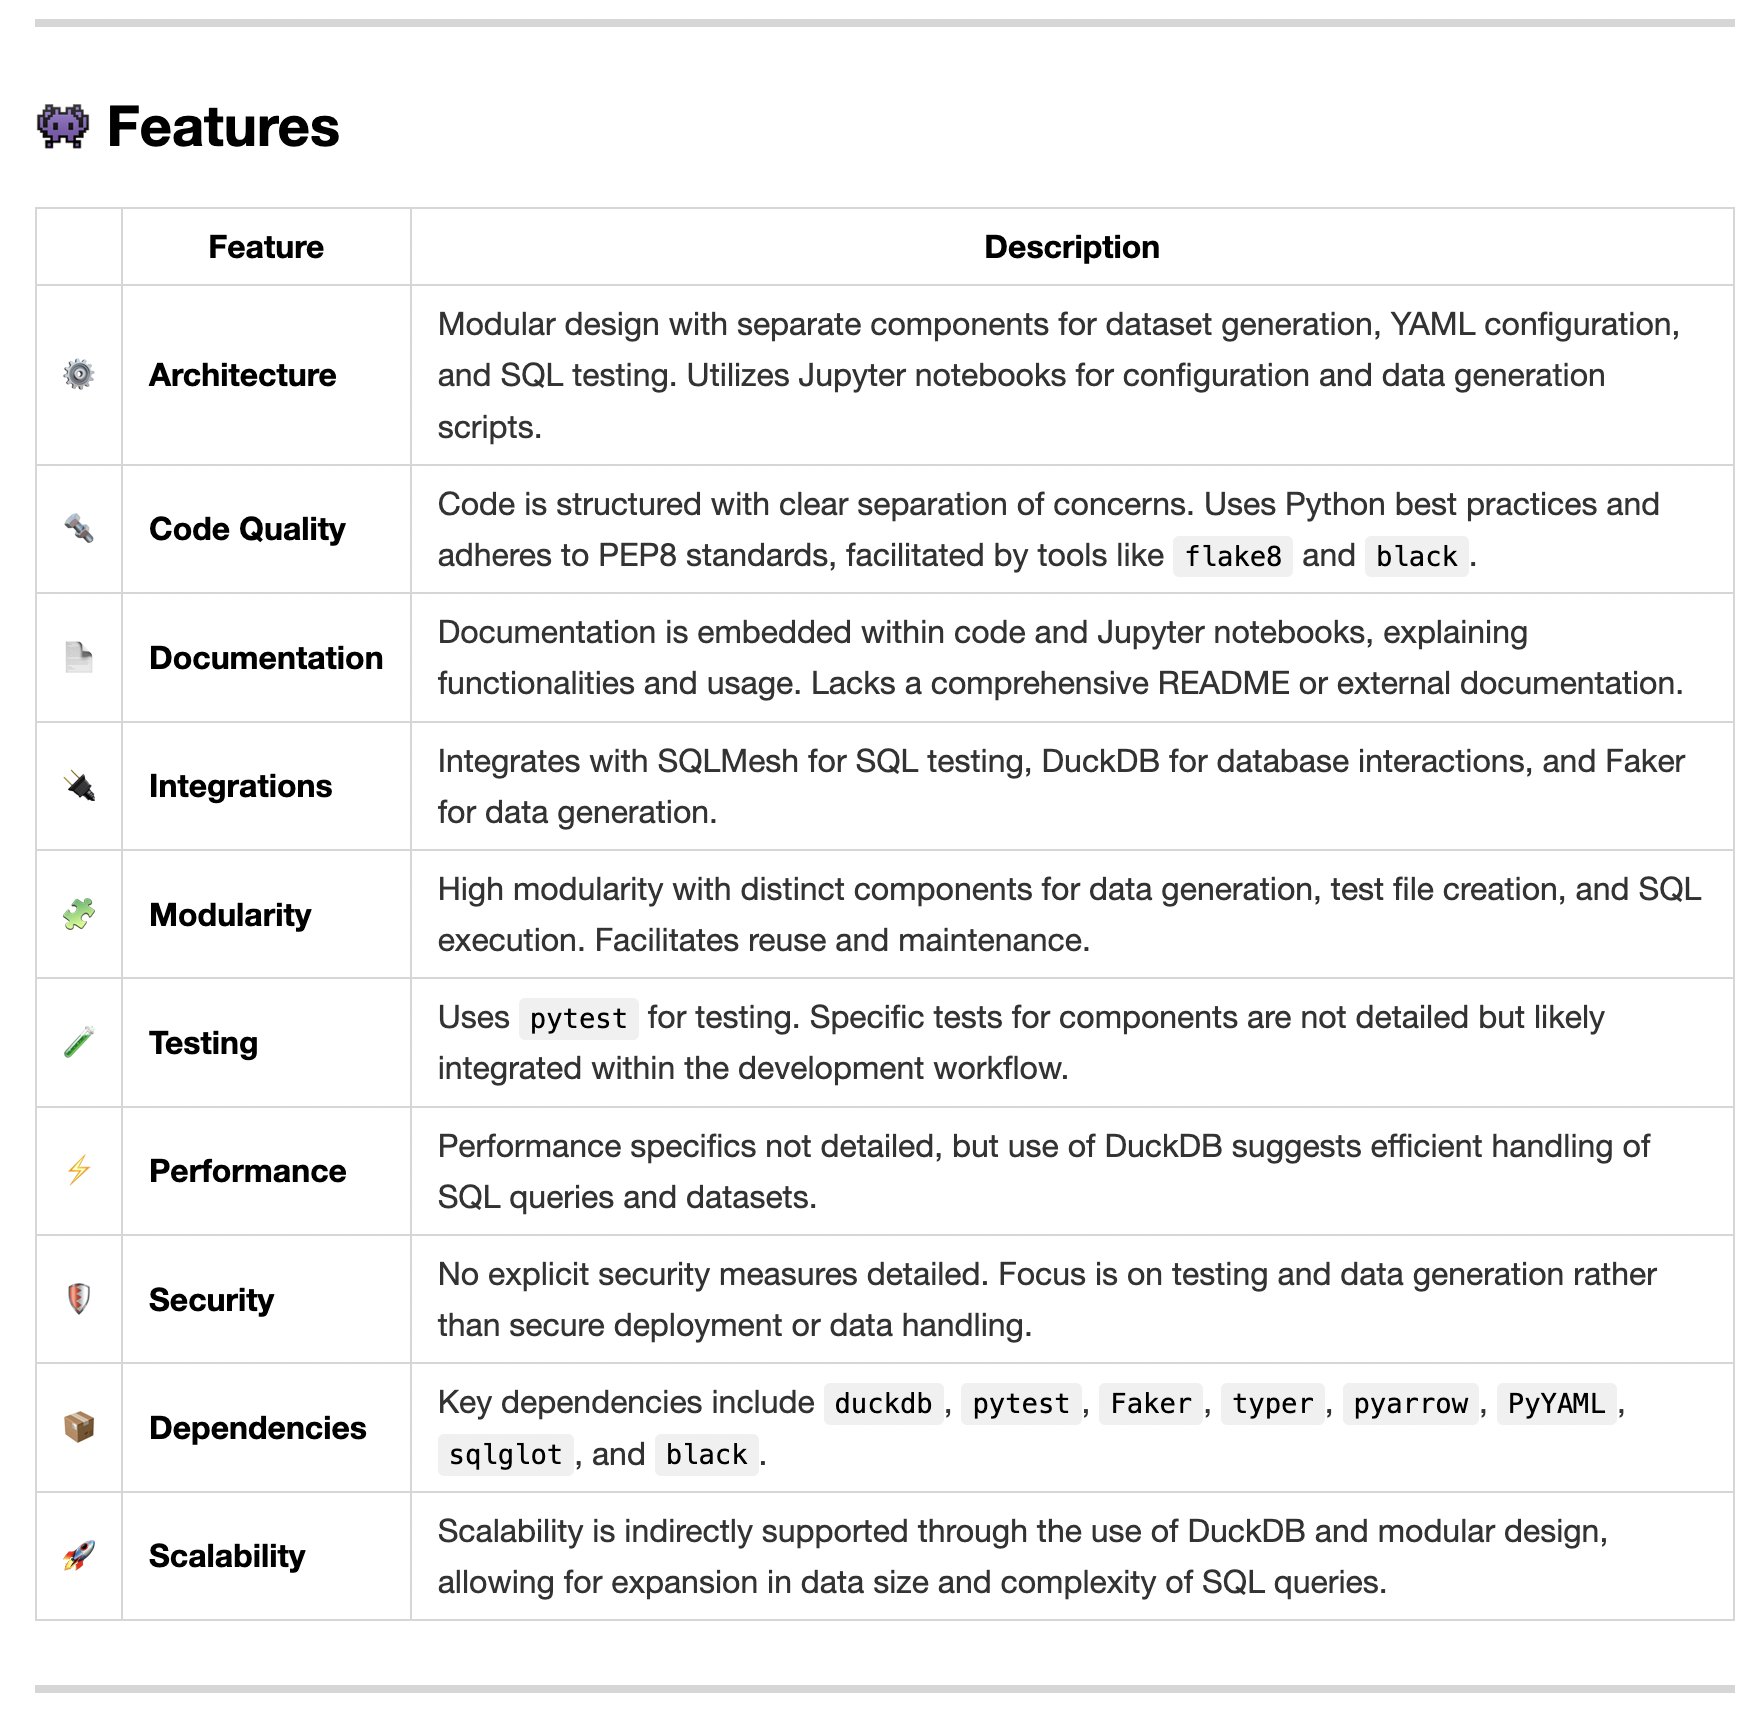 Features
Feature
Description
Architecture
Modular design with separate components for dataset generation, YAML configuration,
and SQL testing. Utilizes Jupyter notebooks for configuration and data generation
scripts.
Code Quality
Code is structured with clear separation of concerns. Uses Python best practices and
adheres to PEP8 standards, facilitated by tools like flake8 and black.
Documentation
Documentation is embedded within code and Jupyter notebooks, explaining
functionalities and usage. Lacks a comprehensive README or external documentation.
Integrations
Integrates with SQLMesh for SQL testing, DuckDB for database interactions, and Faker
for data generation.
Modularity
High modularity with distinct components for data generation, test file creation, and SQL
execution. Facilitates reuse and maintenance.
Testing
Uses pytest for testing. Specific tests for components are not detailed but likely
integrated within the development workflow.
Performance
Performance specifics not detailed, but use of DuckDB suggests efficient handling of
SQL queries and datasets.
Security
No explicit security measures detailed. Focus is on testing and data generation rather
than secure deployment or data handling.
Dependencies
Key dependencies include duckdb, pytest, Faker, typer, pyarrow, PyYAML,
sqlglot, and black.
Scalability
Scalability is indirectly supported through the use of DuckDB and modular design,
allowing for expansion in data size and complexity of SQL queries.